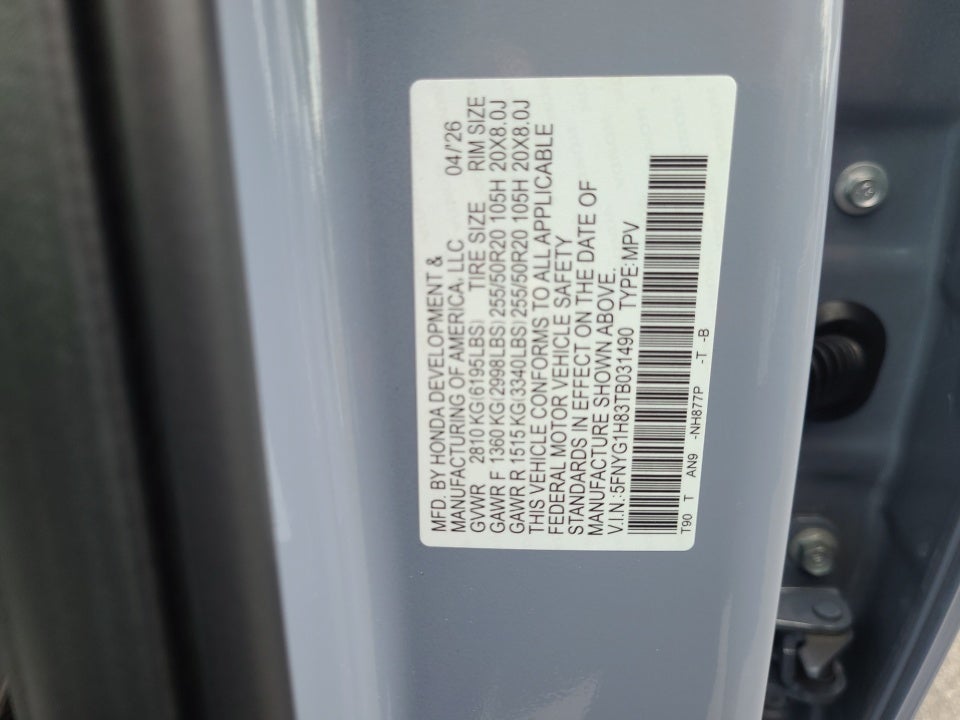 MFD. BY HONDA DEVELOPMENT &
MANUFACTURING OF AMERICA, LLC 04/'26
GVWR 2810 KG(6195LBS) TIRE SIZE RIM SIZE
GAWR F 1360 KG(2998LBS)255/50R20 105H 20X8.0J
GAWR R 1515 KG(3340LBS)255/50R20 105H 20X8.0J
THIS VEHICLE CONFORMS TO ALL APPLICABLE
FEDERAL MOTOR VEHICLE SAFETY
STANDARDS IN EFFECT ON THE DATE OF
MANUFACTURE SHOWN ABOVE.
V.I.N.:5FNYG1H83TB031490 TYPE:MPV
T90 T AN9 -NH877P -T -B